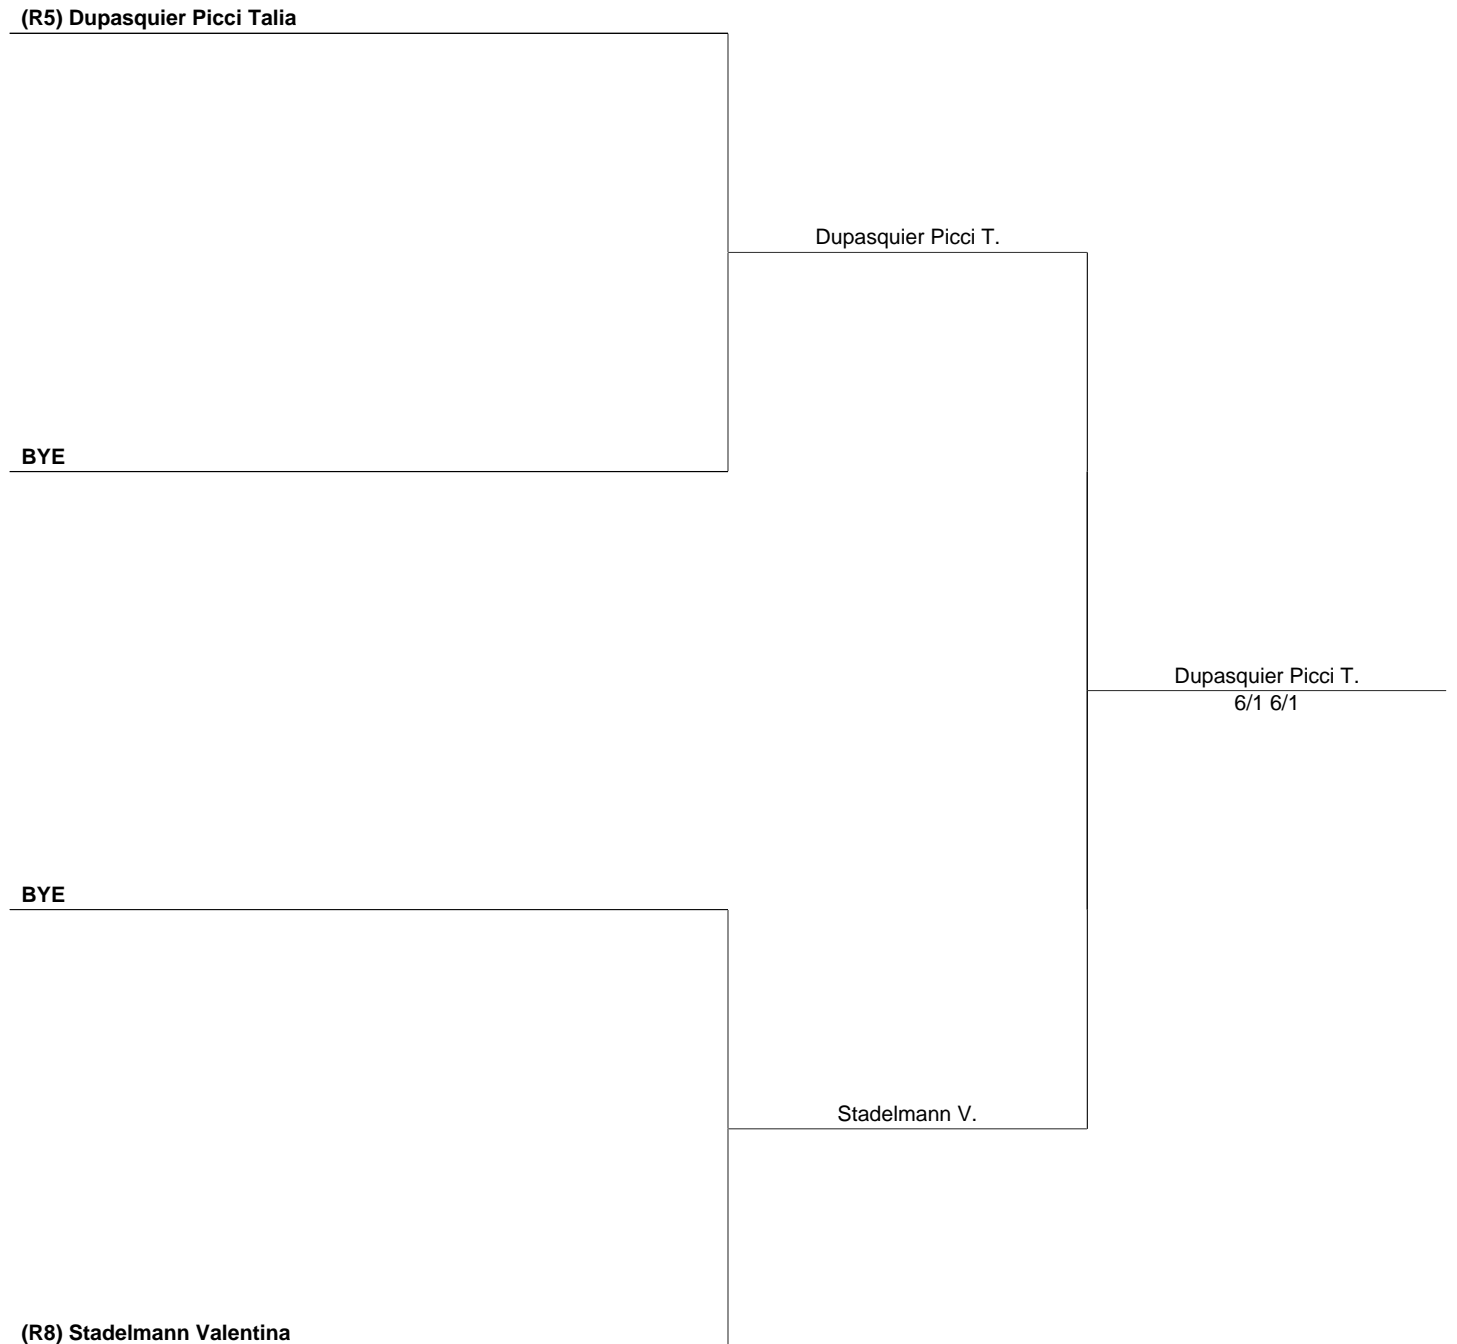 (R5) Dupasquier Picci Talia
Dupasquier Picci T.
BYE
Dupasquier Picci T.
6/1 6/1
BYE
Stadelmann V.
(R8) Stadelmann Valentina